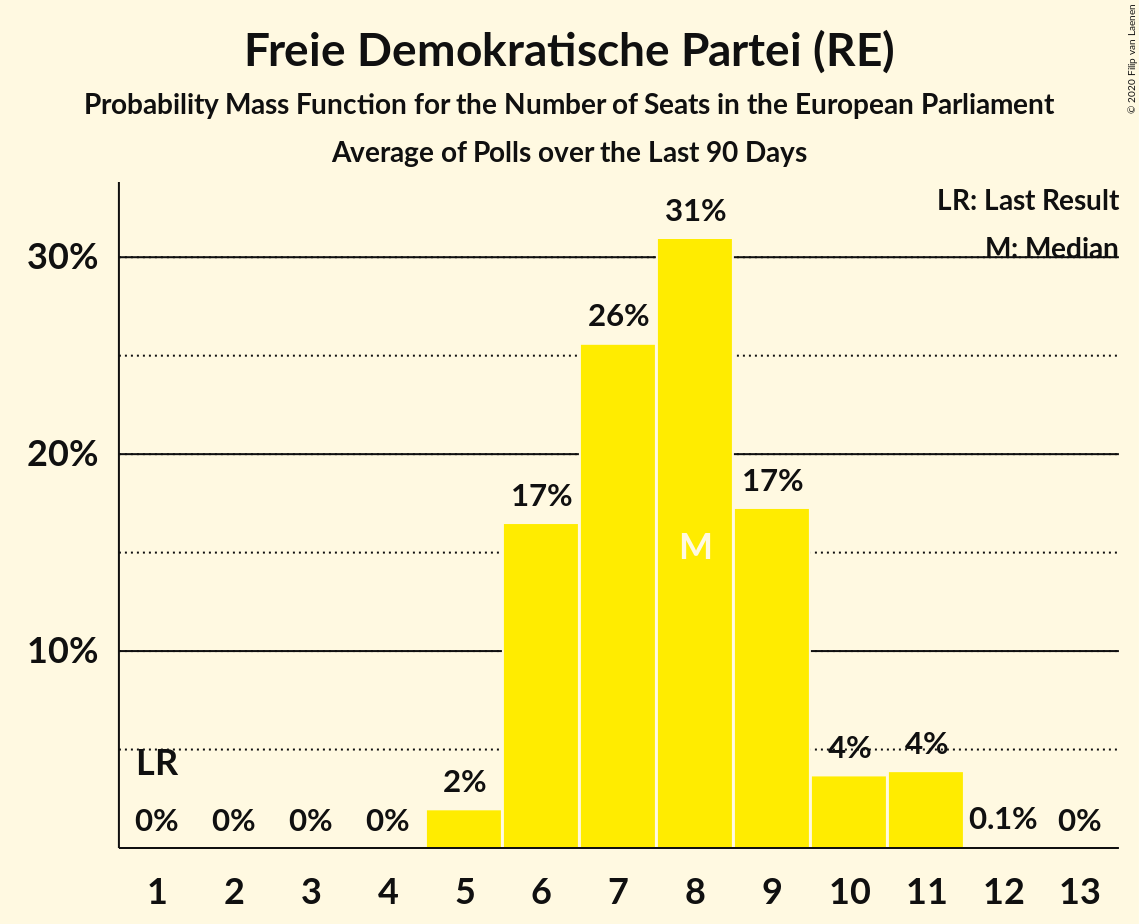 Freie Demokratische Partei (RE)
Probability Mass Function for the Number of Seats in the European Parliament
Average of Polls over the Last 90 Days
© 2020 Filip van Laenen
LR: Last Result
M: Median
31%
30%
26%
20%
17%
17%
M
10%
LR
4%
4%
2%
0%
0%
0%
0%
0.1%
0%
1 2 3 4 5 6 7 8 9 10 11 12 13